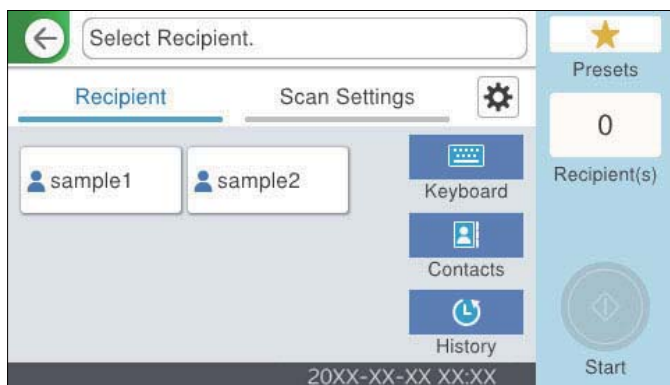 Select Recipient.
Presets
Recipient
Scan Settings
0
Recipient(s)
sample1
sample2
Keyboard
Contacts
History
Start
20XX-XX-XX XX:XX